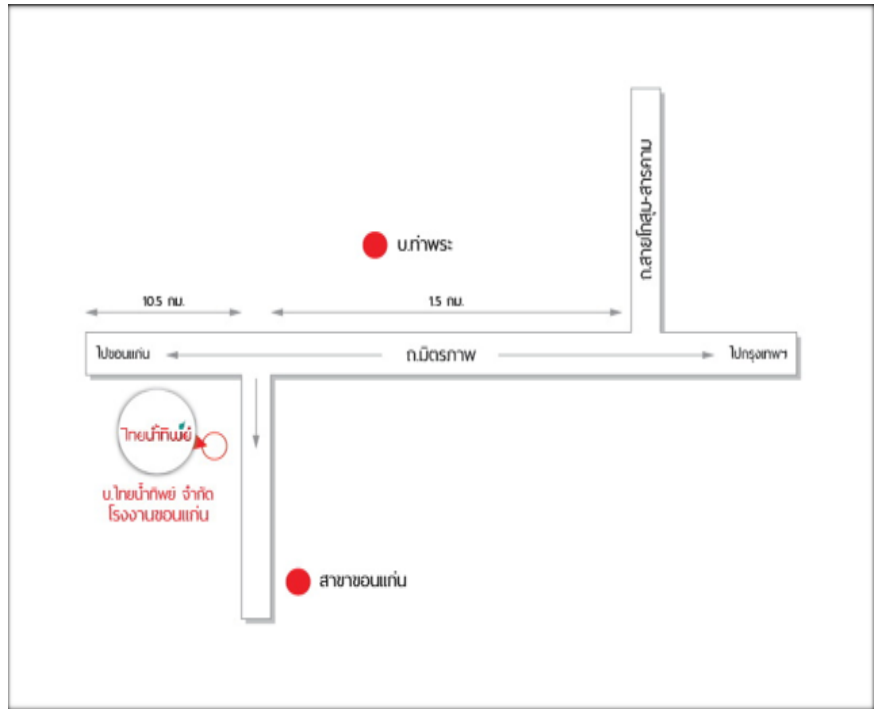 ถ.สายโกสุม-สารคาม
บ.ท่าพระ
10.5 กม.
1.5 กม.
ไปขอนแก่น
ถ.มิตรภาพ
ไปกรุงเทพฯ
ไทยน้ำทิพย์
บ.ไทยน้ำทิพย์ จำกัด
โรงงานขอนแก่น
สาขาขอนแก่น